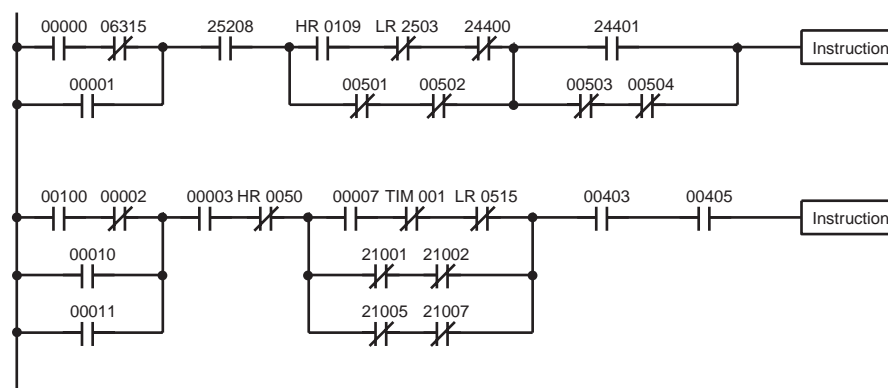 00000 06315 25208 HR 0109 LR 2503 24400 24401
Instruction
00001 00501 00502 00503 00504
00100 00002 00003 HR 0050 00007 TIM 001 LR 0515 00403 00405
Instruction
00010 21001 21002
00011 21005 21007